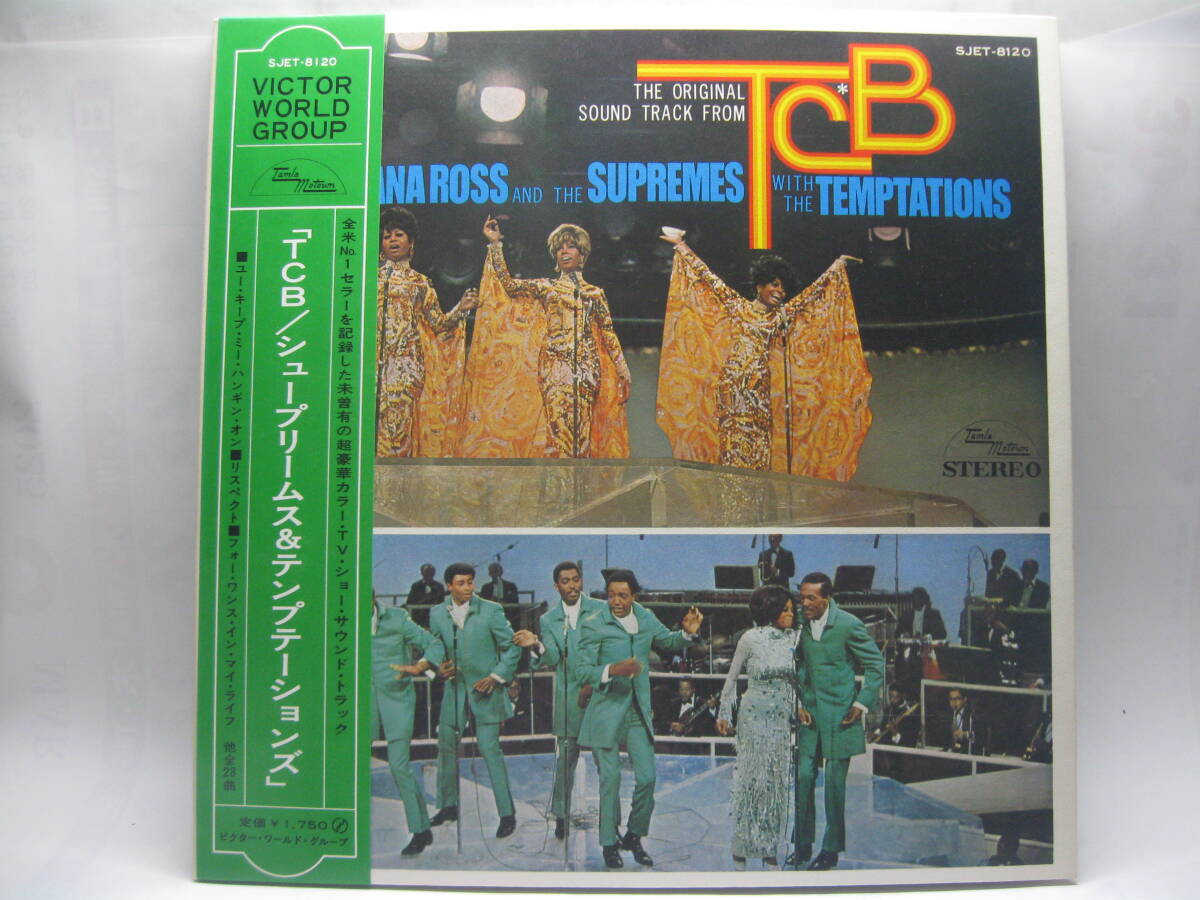 SJET-8120
VICTOR
WORLD
GROUP
Tamla
Motown
全米No.1セラーを記録した未曽有の超豪華カラー・TV・ショー・サウンド・トラック
「TCB/シュープリームス&テンプテーションズ」
■ユー・キープ・ミー・ハンギン・オン■リスペクト■フォー・ワンス・イン・マイ・ライフ 他全23曲
定価￥1,750
ビクター・ワールド・グループ
SJET-8120
THE ORIGINAL
SOUND TRACK FROM
TC*B
ANA ROSS AND THE SUPREMES WITH THE TEMPTATIONS
Tamla
Motown
STEREO